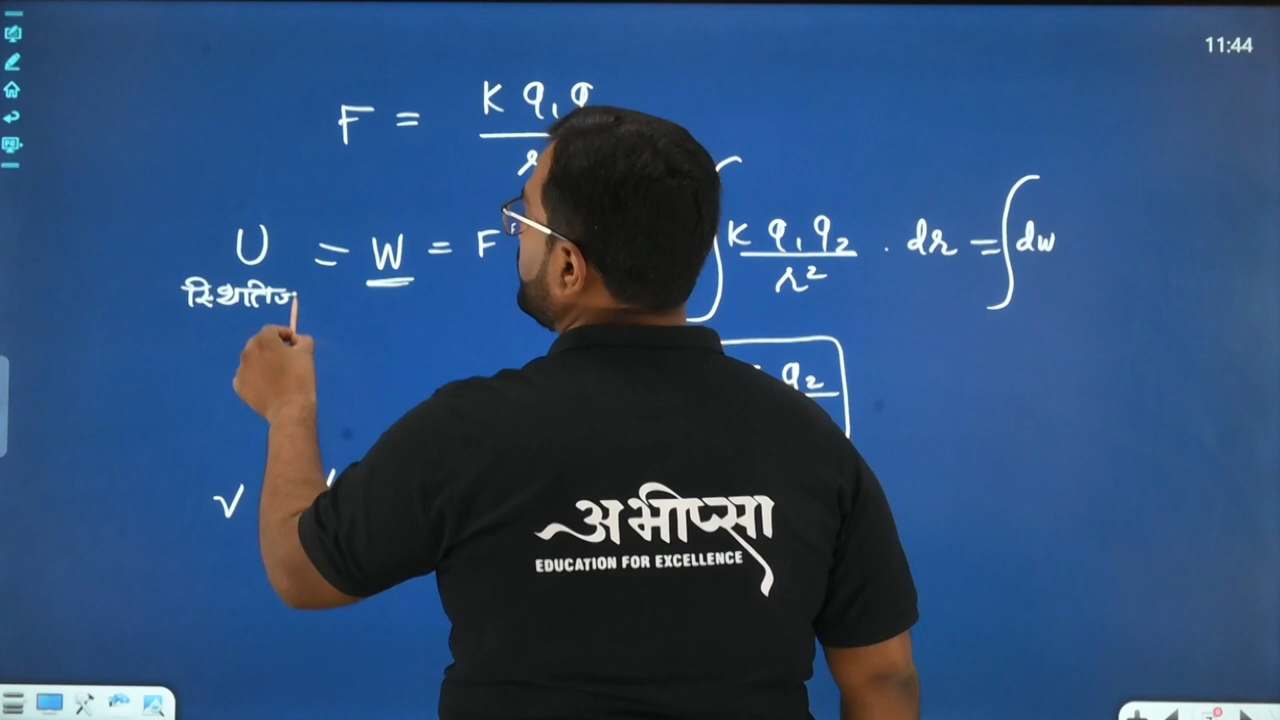 11:44
F = K q₁ q
r
U = W = F ∫ K q₁ q₂ / r² . dr = ∫ dw
स्थितिज
q₂
V
अभीप्सा
EDUCATION FOR EXCELLENCE